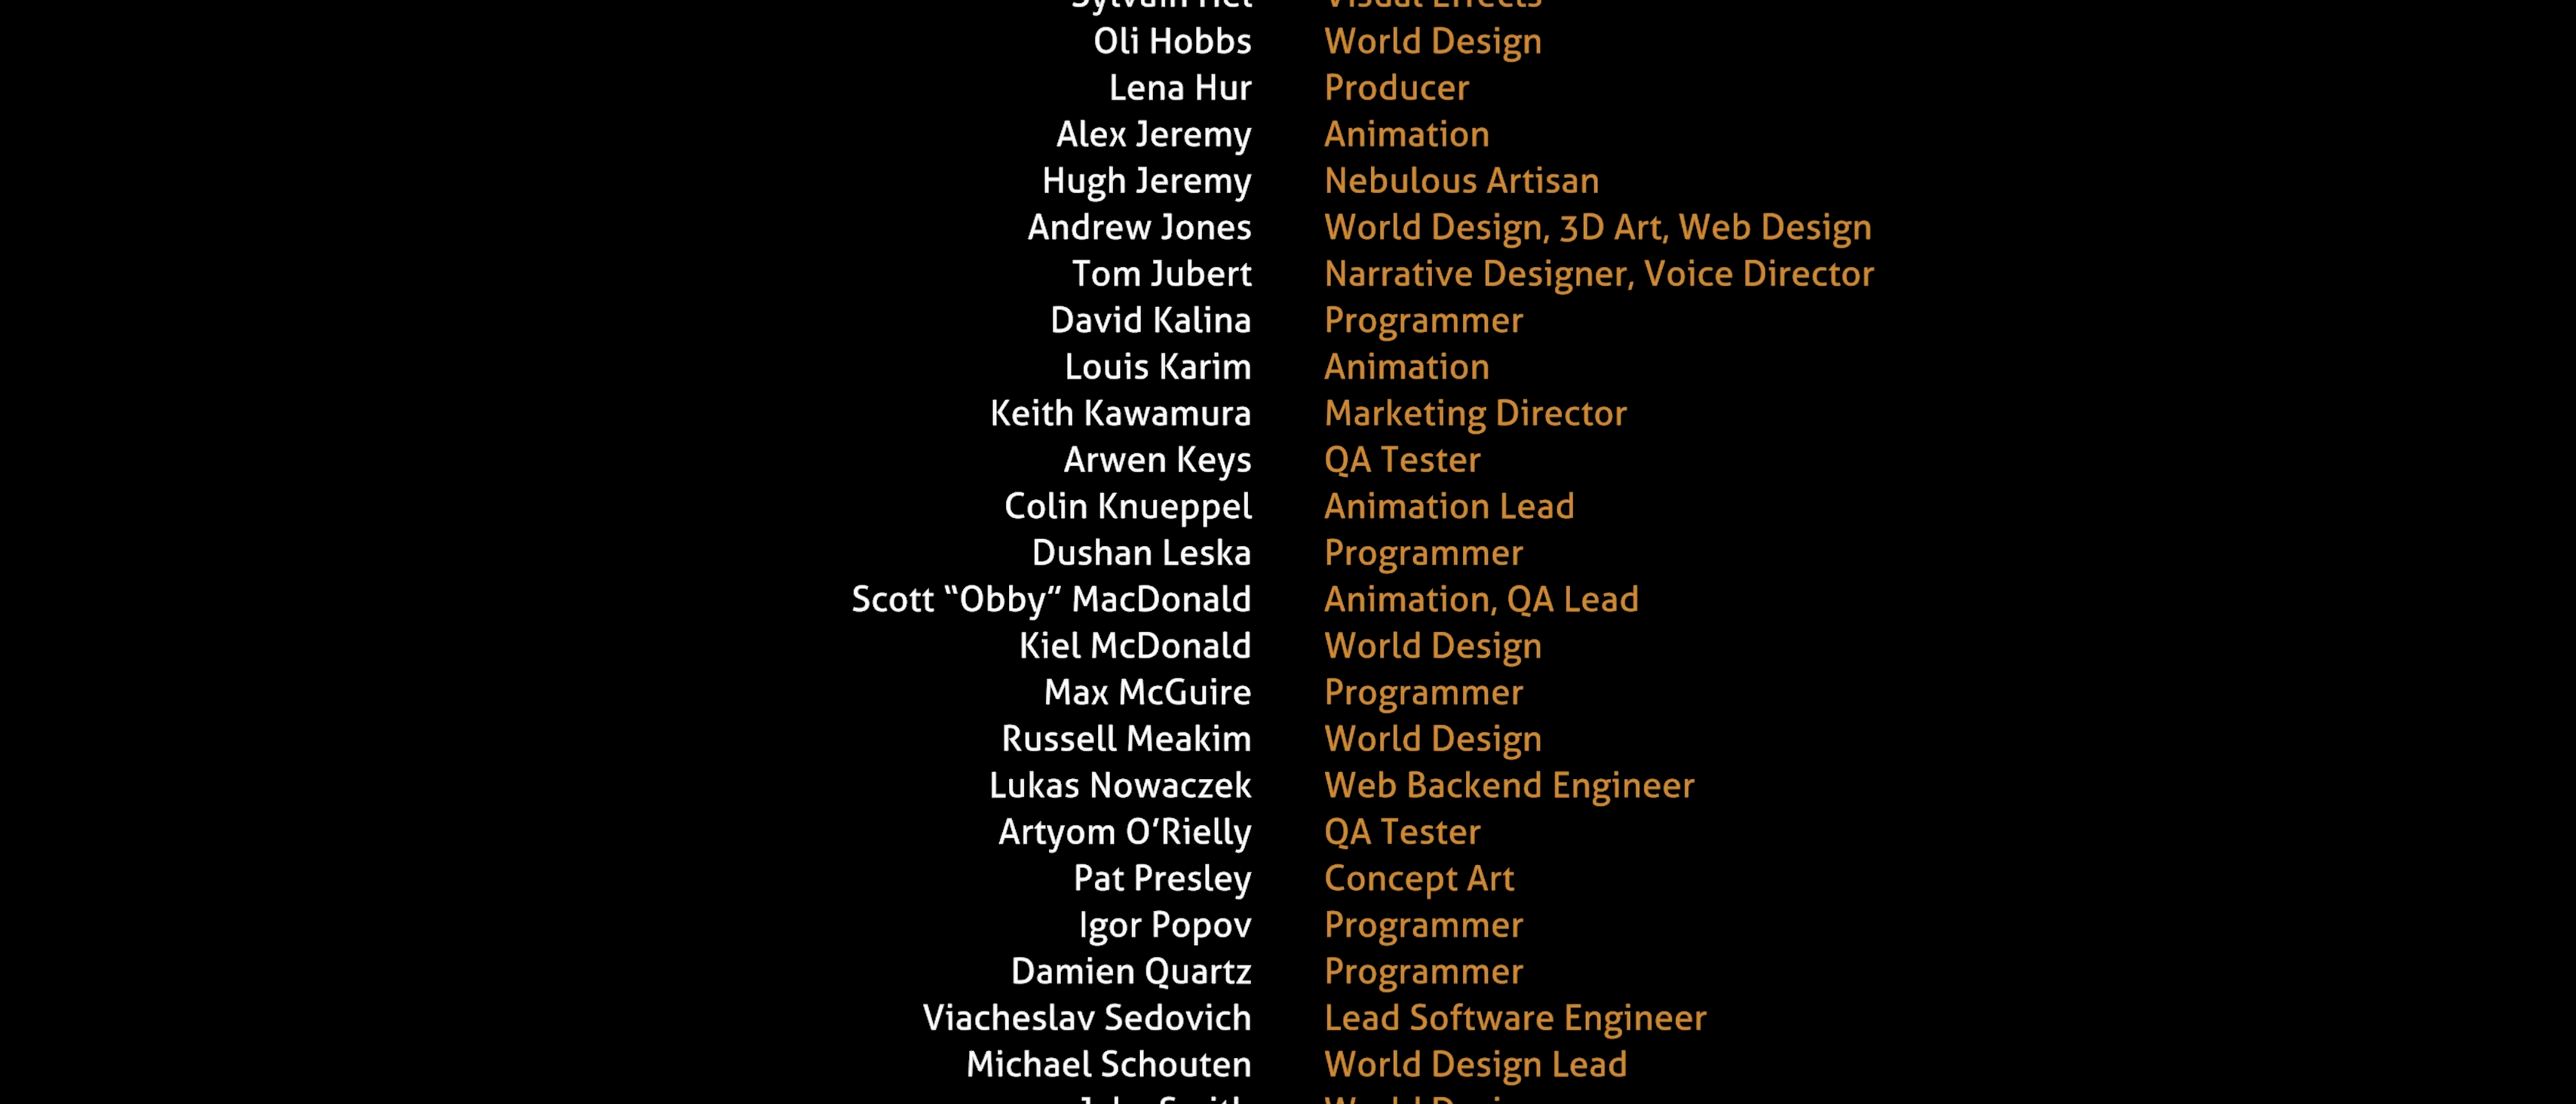 Oli Hobbs World Design
Lena Hur Producer
Alex Jeremy Animation
Hugh Jeremy Nebulous Artisan
Andrew Jones World Design, 3D Art, Web Design
Tom Jubert Narrative Designer, Voice Director
David Kalina Programmer
Louis Karim Animation
Keith Kawamura Marketing Director
Arwen Keys QA Tester
Colin Knueppel Animation Lead
Dushan Leska Programmer
Scott “Obby” MacDonald Animation, QA Lead
Kiel McDonald World Design
Max McGuire Programmer
Russell Meakim World Design
Lukas Nowaczek Web Backend Engineer
Artyom O’Rielly QA Tester
Pat Presley Concept Art
Igor Popov Programmer
Damien Quartz Programmer
Viacheslav Sedovich Lead Software Engineer
Michael Schouten World Design Lead